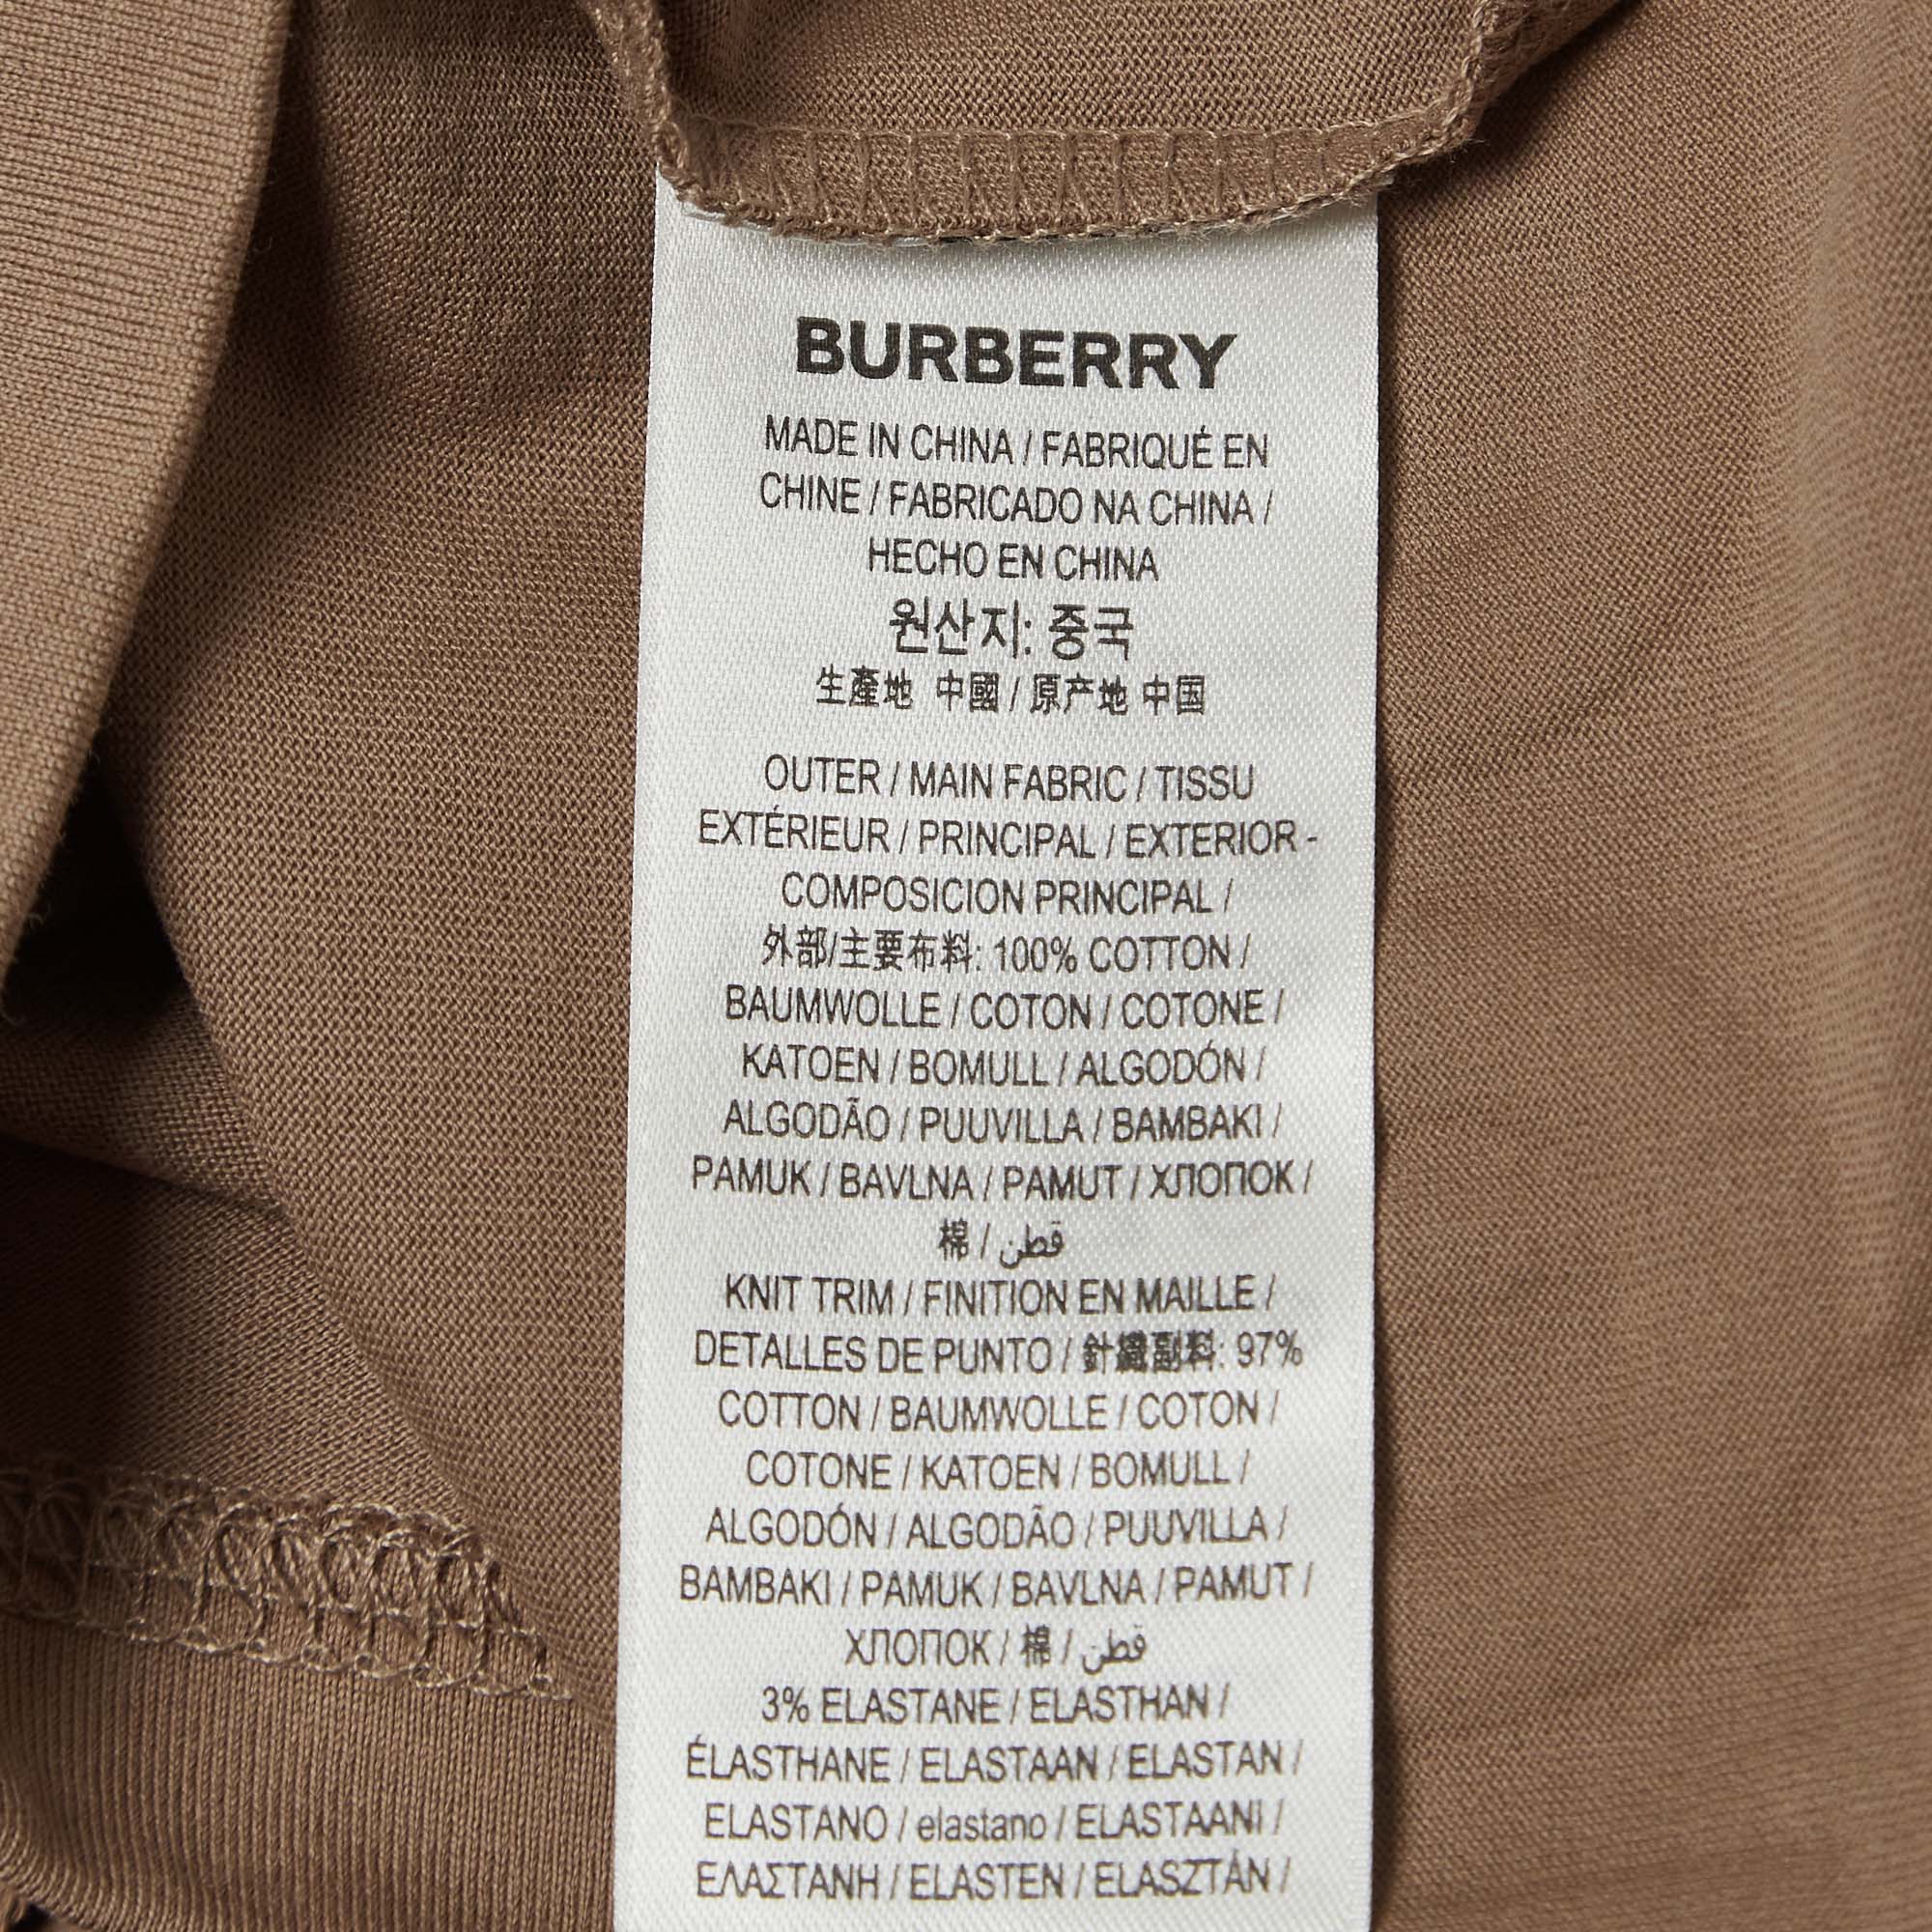 BURBERRY
MADE IN CHINA / FABRIQUÉ EN
CHINE / FABRICADO NA CHINA /
HECHO EN CHINA
원산지: 중국
生產地 中國 / 原产地 中国
OUTER / MAIN FABRIC / TISSU
EXTÉRIEUR / PRINCIPAL / EXTERIOR -
COMPOSICION PRINCIPAL /
外部/主要布料: 100% COTTON /
BAUMWOLLE / COTON / COTONE /
KATOEN / BOMULL / ALGODÓN /
ALGODÃO / PUUVILLA / BAMBAKI /
PAMUK / BAVLNA / PAMUT / ХЛОПОК /
棉 / قطن
KNIT TRIM / FINITION EN MAILLE /
DETALLES DE PUNTO / 針織副料: 97%
COTTON / BAUMWOLLE / COTON /
COTONE / KATOEN / BOMULL /
ALGODÓN / ALGODÃO / PUUVILLA /
BAMBAKI / PAMUK / BAVLNA / PAMUT /
ХЛОПОК / 棉 / قطن
3% ELASTANE / ELASTHAN /
ÉLASTHANE / ELASTAAN / ELASTAN /
ELASTANO / elastano / ELASTAANI /
ΕΛΑΣΤΑΝΗ / ELASTEN / ELASZTÁN /